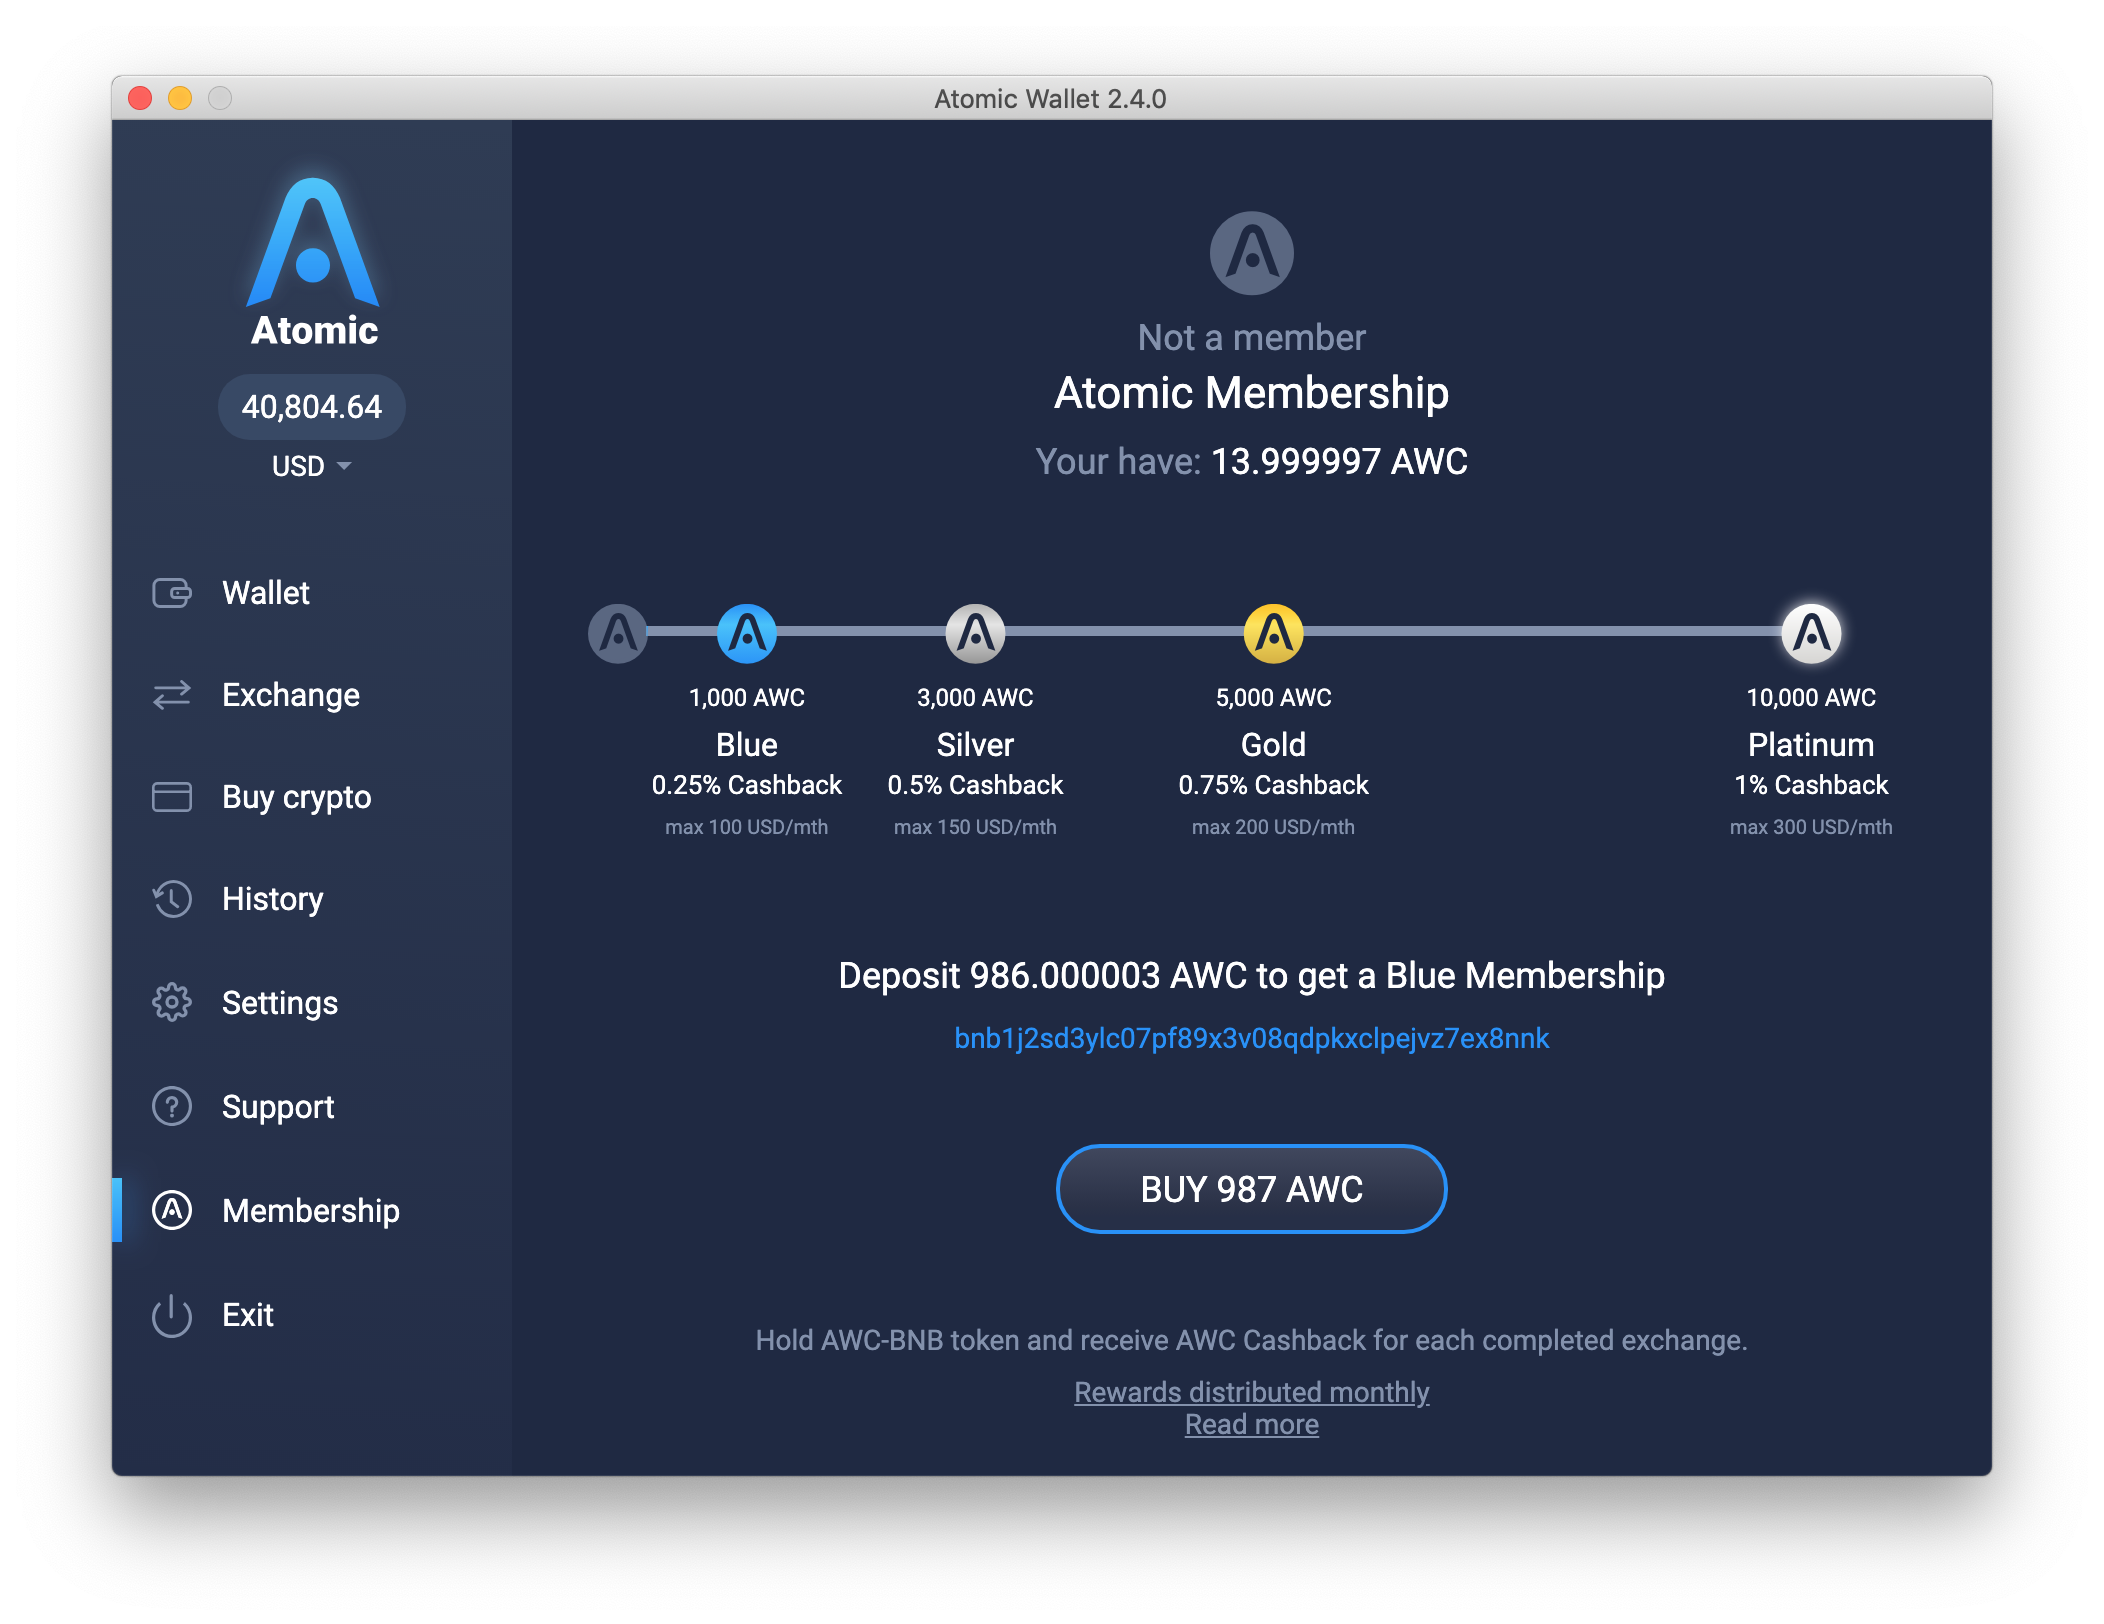 Atomic Wallet 2.4.0
Atomic
40,804.64
USD
Wallet
Exchange
Buy crypto
History
Settings
Support
Membership
Exit
Not a member
Atomic Membership
Your have: 13.999997 AWC
1,000 AWC
Blue
0.25% Cashback
max 100 USD/mth
3,000 AWC
Silver
0.5% Cashback
max 150 USD/mth
5,000 AWC
Gold
0.75% Cashback
max 200 USD/mth
10,000 AWC
Platinum
1% Cashback
max 300 USD/mth
Deposit 986.000003 AWC to get a Blue Membership
bnb1j2sd3ylc07pf89x3v08qdpkxclpejvz7ex8nnk
BUY 987 AWC
Hold AWC-BNB token and receive AWC Cashback for each completed exchange.
Rewards distributed monthly
Read more